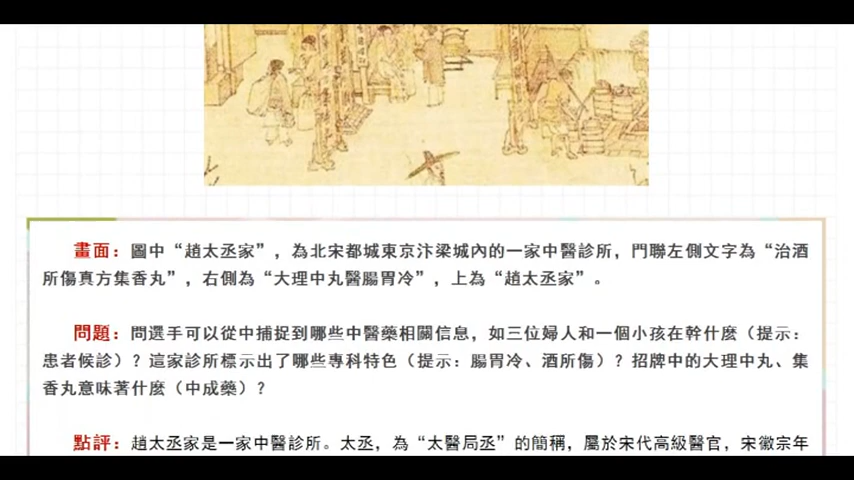 畫面：圖中“趙太丞家”，為北宋都城東京汴梁城內的一家中醫診所，門聯左側文字為“治酒
所傷真方集香丸”，右側為“大理中丸醫腸胃冷”，上為“趙太丞家”。
問題：問選手可以從中捕捉到哪些中醫藥相關信息，如三位婦人和一個小孩在幹什麼（提示：
患者候診）？這家診所標示出了哪些專科特色（提示：腸胃冷、酒所傷）？招牌中的大理中丸、集
香丸意味著什麼（中成藥）？
點評：趙太丞家是一家中醫診所。太丞，為“太醫局丞”的簡稱，屬於宋代高級醫官，宋徽宗年